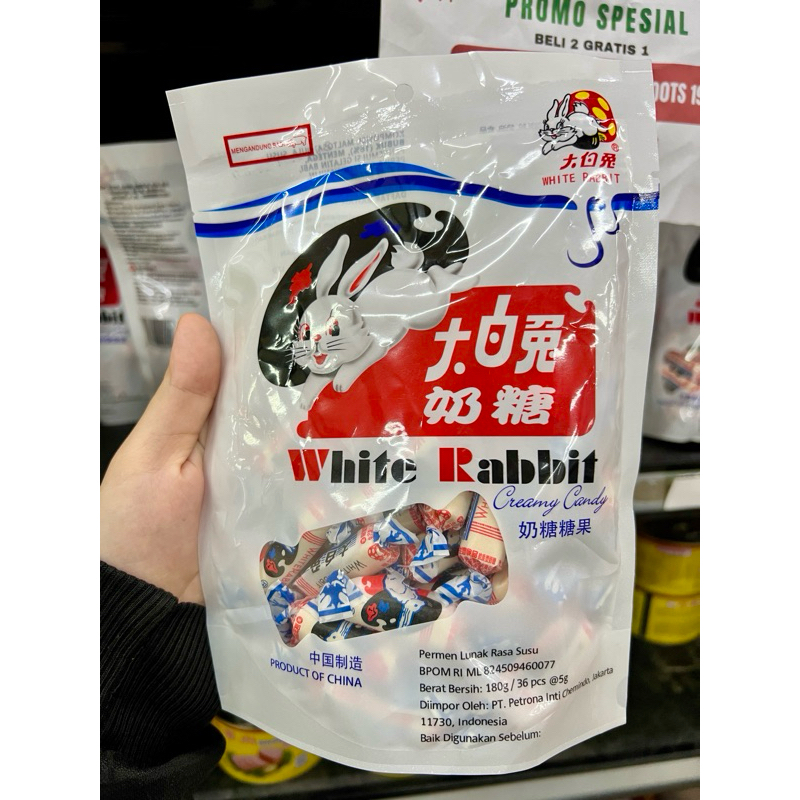 PROMO SPESIAL
BELI 2 GRATIS 1
MENGANDUNG
大白兔
WHITE RABBIT
大白兔
奶糖
White Rabbit
Creamy Candy
奶糖糖果
中国制造
PRODUCT OF CHINA
Permen Lunak Rasa Susu
BPOM RI ML 824509460077
Berat Bersih: 180g / 36 pcs @5g
Diimpor Oleh: PT. Petrona Inti Chemindo, Jakarta
11730, Indonesia
Baik Digunakan Sebelum: